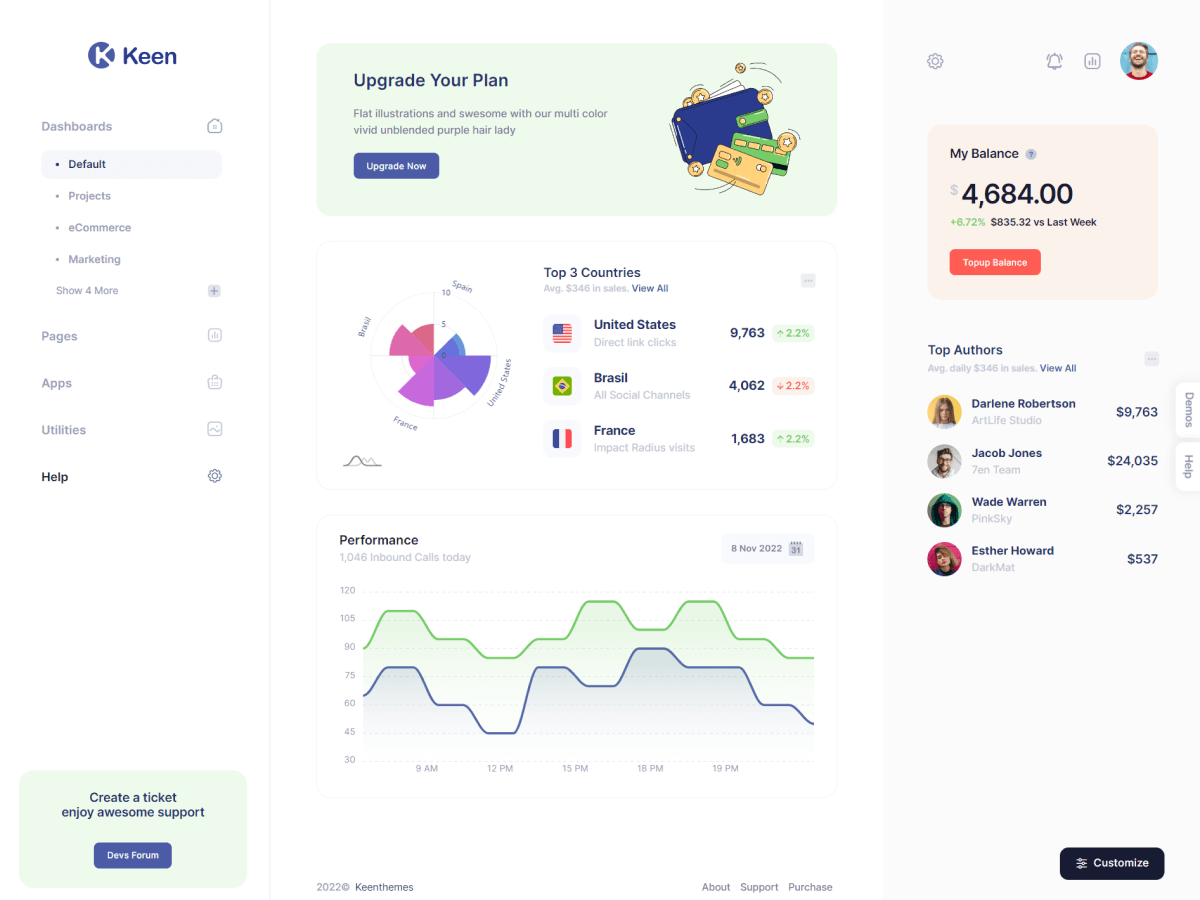 Keen
Dashboards
Default
Projects
eCommerce
Marketing
Show 4 More
Pages
Apps
Utilities
Help
Create a ticket
enjoy awesome support
Devs Forum
Upgrade Your Plan
Flat illustrations and swesome with our multi color
vivid unblended purple hair lady
Upgrade Now
Spain
10
5
0
Brasil
United States
France
Top 3 Countries
Avg. $346 in sales. View All
United States
Direct link clicks
9,763
2.2%
Brasil
All Social Channels
4,062
2.2%
France
Impact Radius visits
1,683
2.2%
Performance
1,046 Inbound Calls today
8 Nov 2022
31
120
105
90
75
60
45
30
9 AM
12 PM
15 PM
18 PM
19 PM
2022© Keenthemes
About
Support
Purchase
My Balance ?
$ 4,684.00
+6.72% $835.32 vs Last Week
Topup Balance
Top Authors
Avg. daily $346 in sales. View All
Darlene Robertson
ArtLife Studio
$9,763
Jacob Jones
7en Team
$24,035
Wade Warren
PinkSky
$2,257
Esther Howard
DarkMat
$537
Demos
Help
Customize